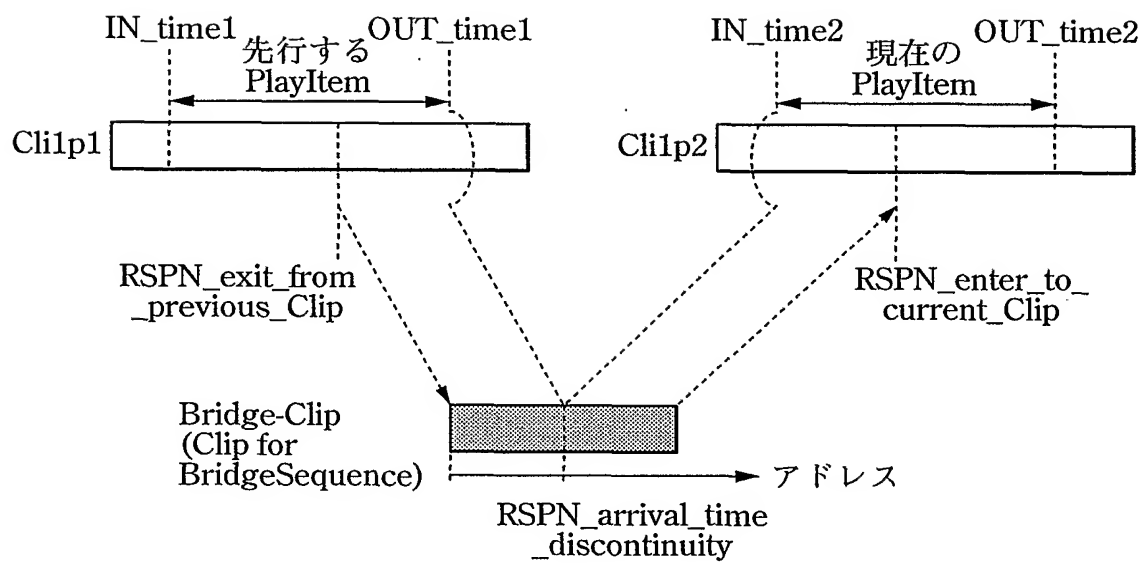 IN_time1
OUT_time1
先行する
PlayItem
IN_time2
OUT_time2
現在の
PlayItem
Cli1p1
Cli1p2
RSPN_exit_from
_previous_Clip
RSPN_enter_to_
current_Clip
Bridge-Clip
(Clip for
BridgeSequence)
アドレス
RSPN_arrival_time
_discontinuity